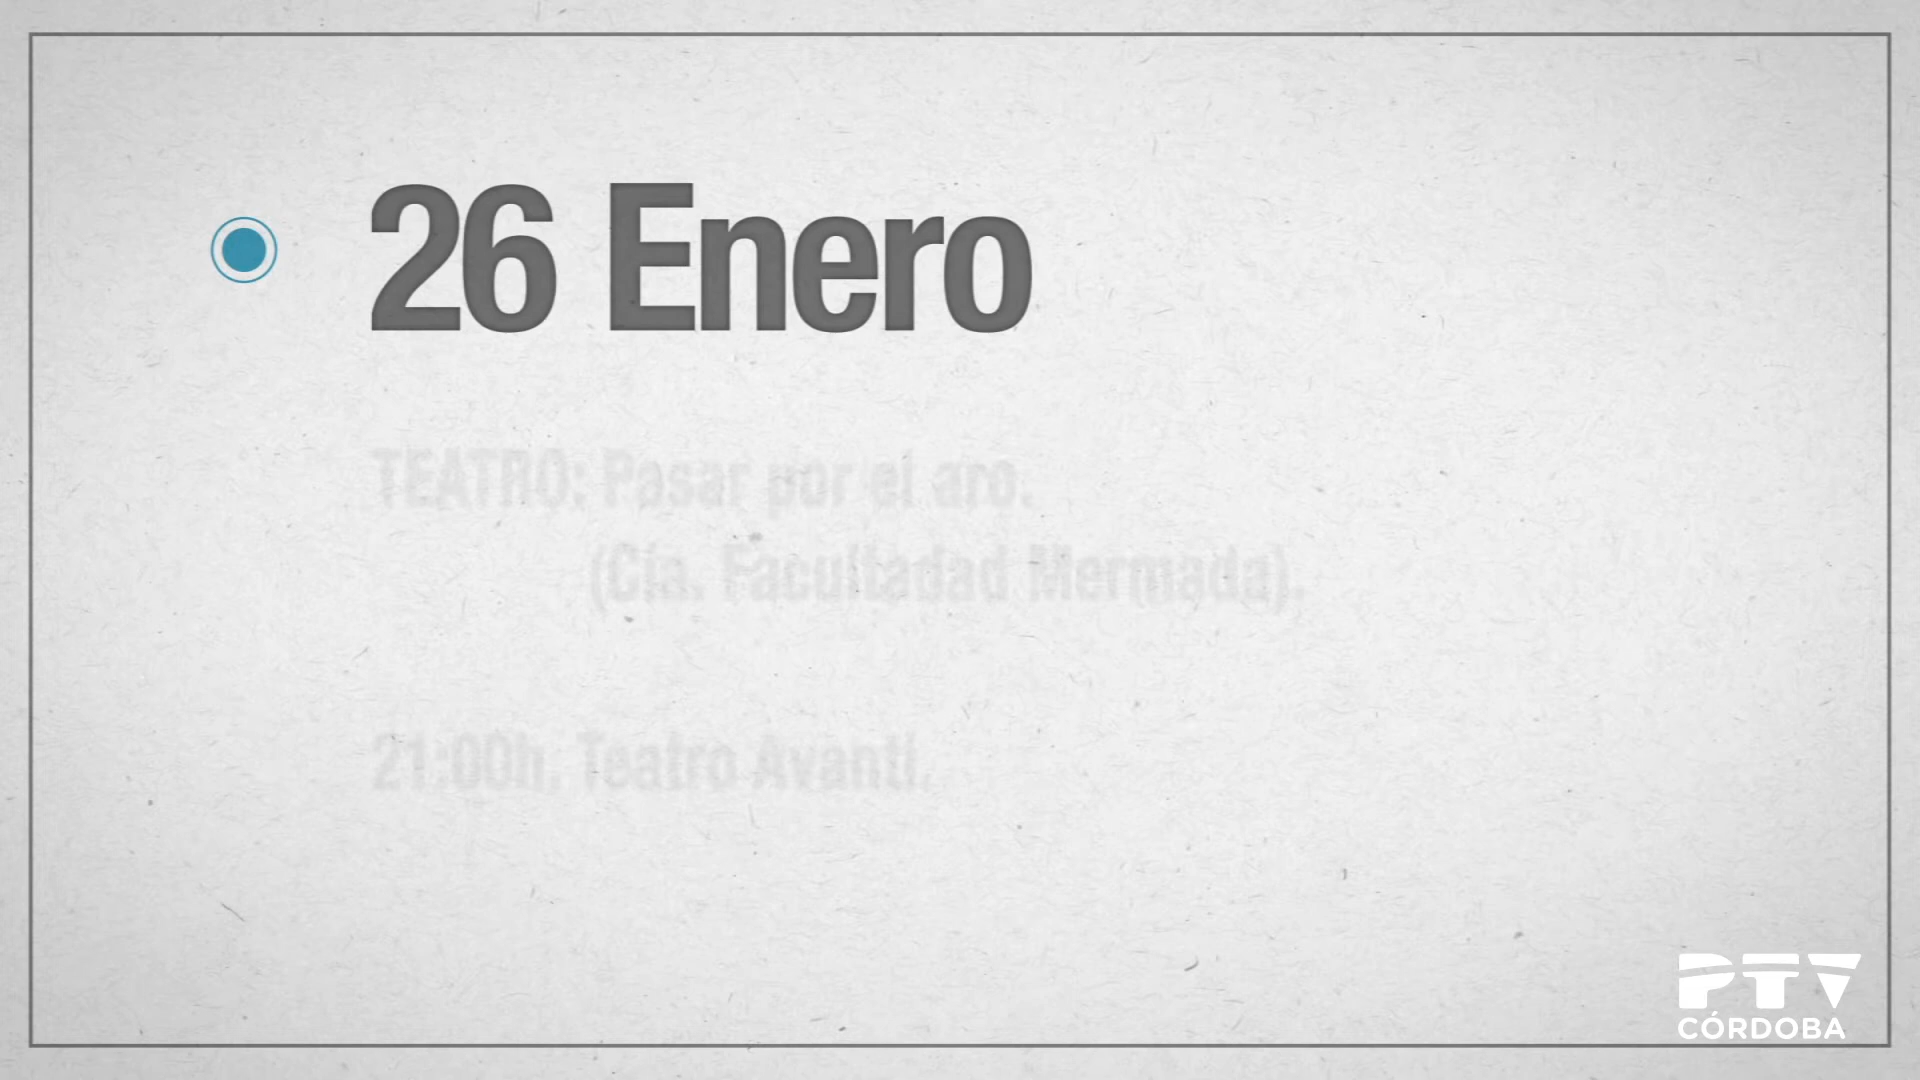 26 Enero
TEATRO: Pasar por el aro.
(Cía. Facultadad Mermada).
21:00h. Teatro Avanti.
PTV
CÓRDOBA